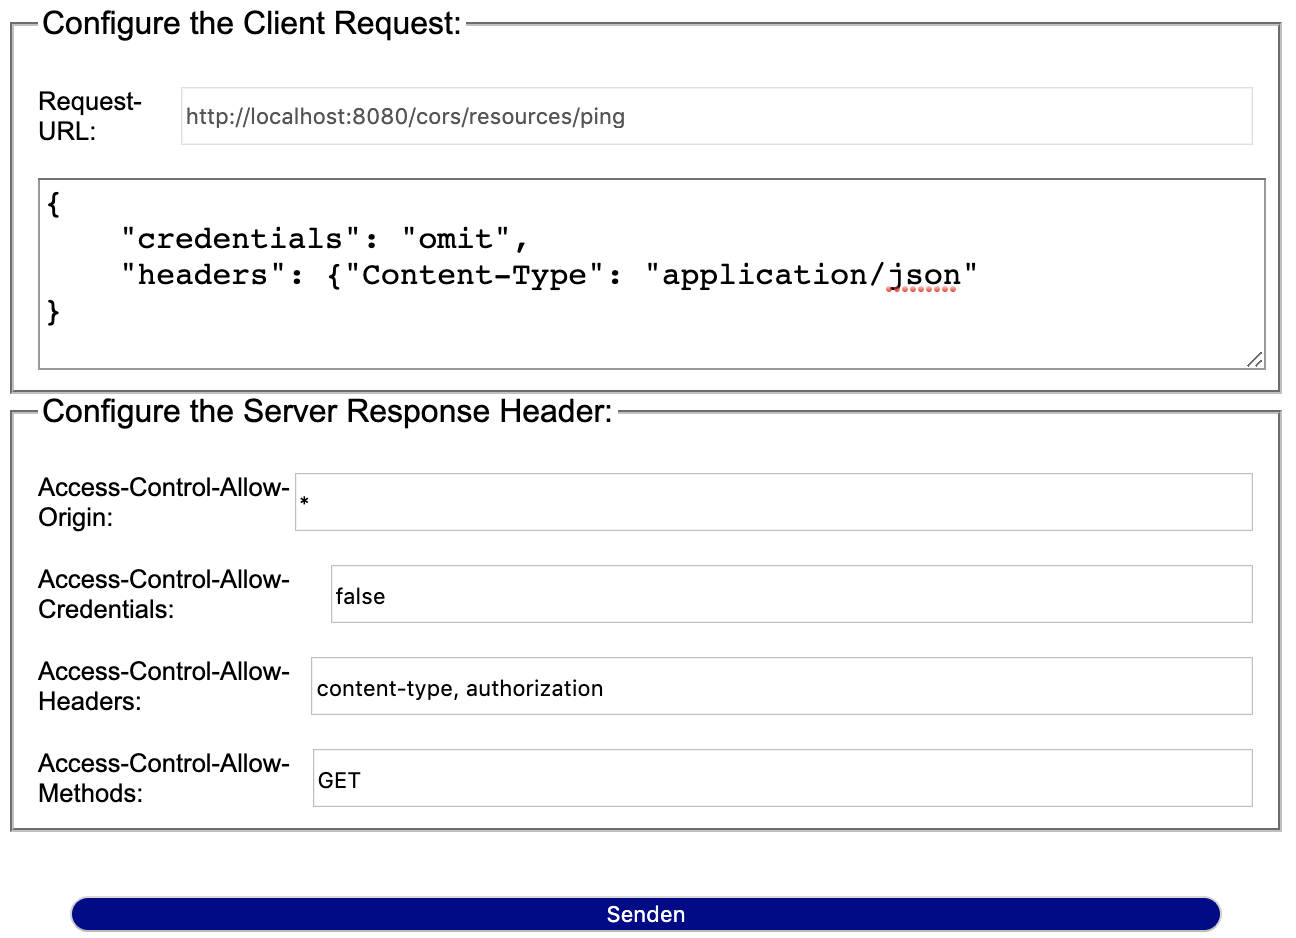 Configure the Client Request:
Request-
URL:
http://localhost:8080/cors/resources/ping
{
    "credentials": "omit",
    "headers": {"Content-Type": "application/json"
}
Configure the Server Response Header:
Access-Control-Allow-
Origin:
*
Access-Control-Allow-
Credentials:
false
Access-Control-Allow-
Headers:
content-type, authorization
Access-Control-Allow-
Methods:
GET
Senden